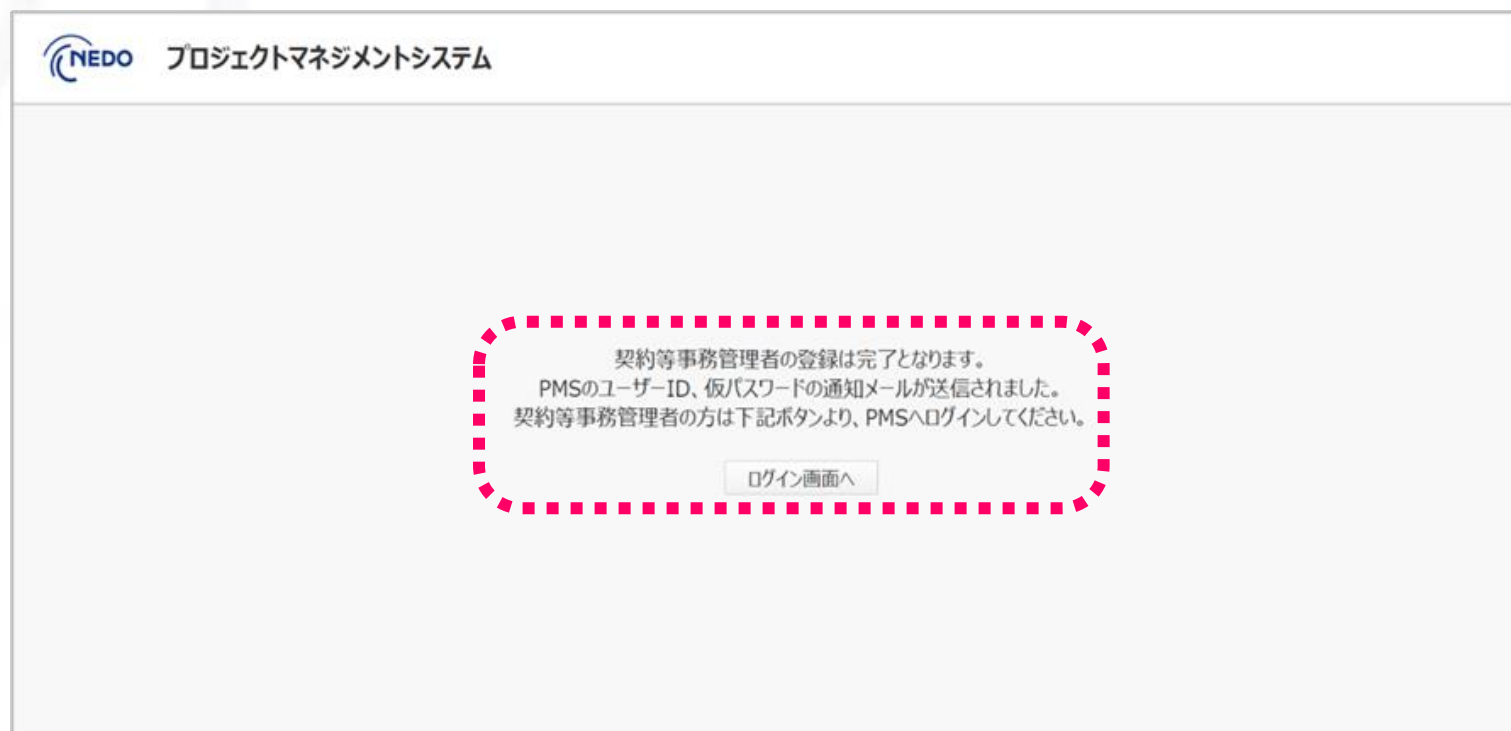 NEDO プロジェクトマネジメントシステム
契約等事務管理者の登録は完了となります。
PMSのユーザーID、仮パスワードの通知メールが送信されました。
契約等事務管理者の方は下記ボタンより、PMSへログインしてください。
ログイン画面へ